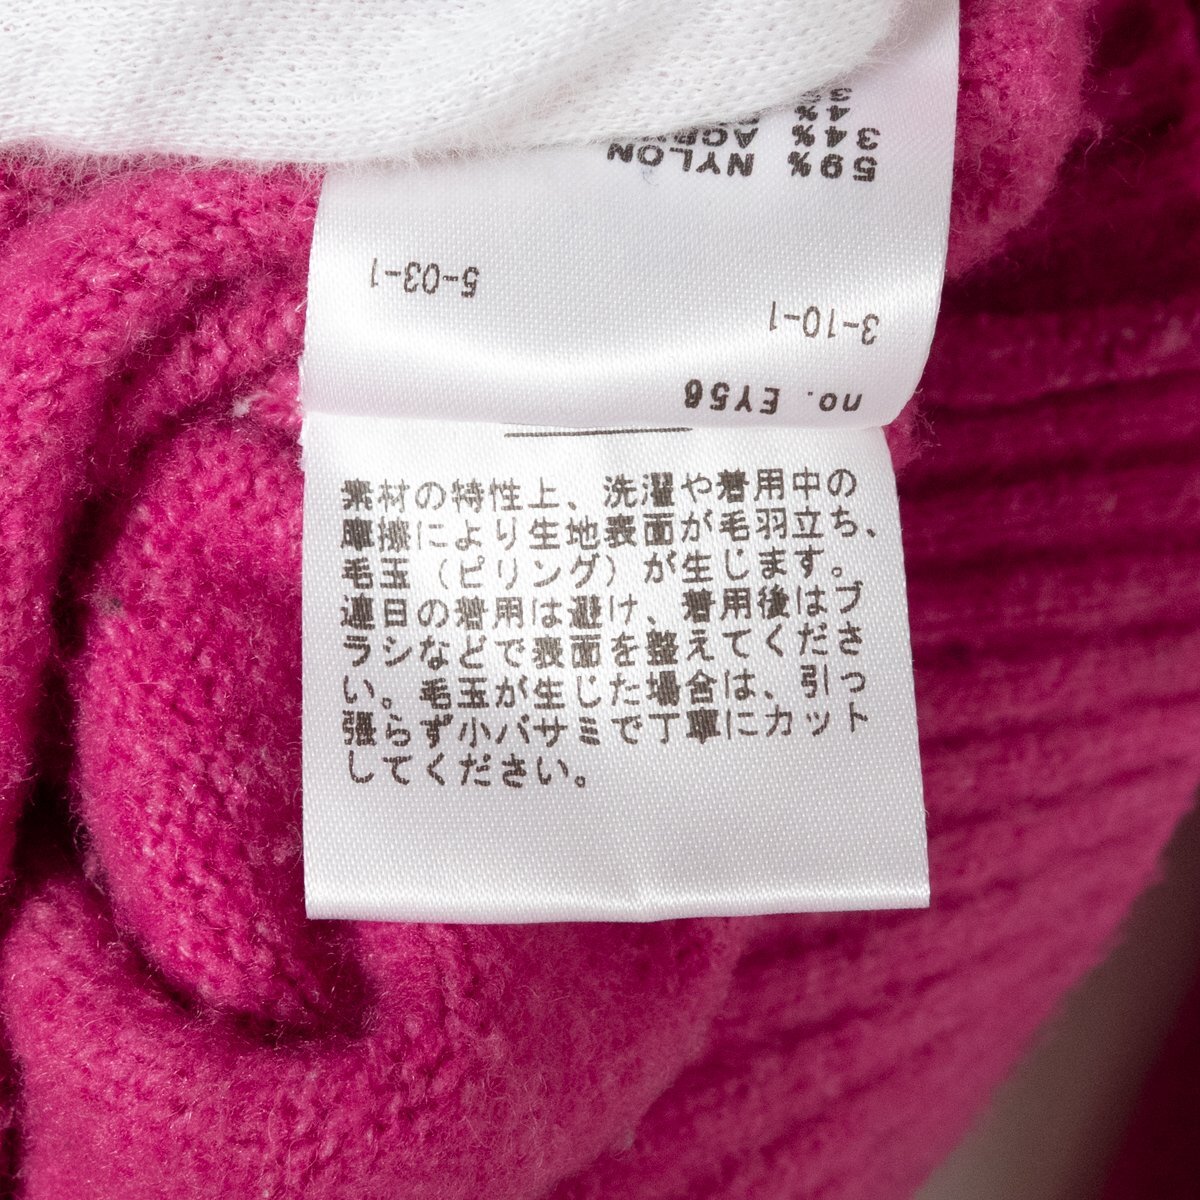 59% NYLON
34%
4%
5-03-1
3-10-1
no. EY56
素材の特性上、洗濯や着用中の
摩擦により生地表面が毛羽立ち、
毛玉（ピリング）が生じます。
連日の着用は避け、着用後はブ
ラシなどで表面を整えてくださ
い。毛玉が生じた場合は、引っ
張らず小バサミで丁寧にカット
してください。